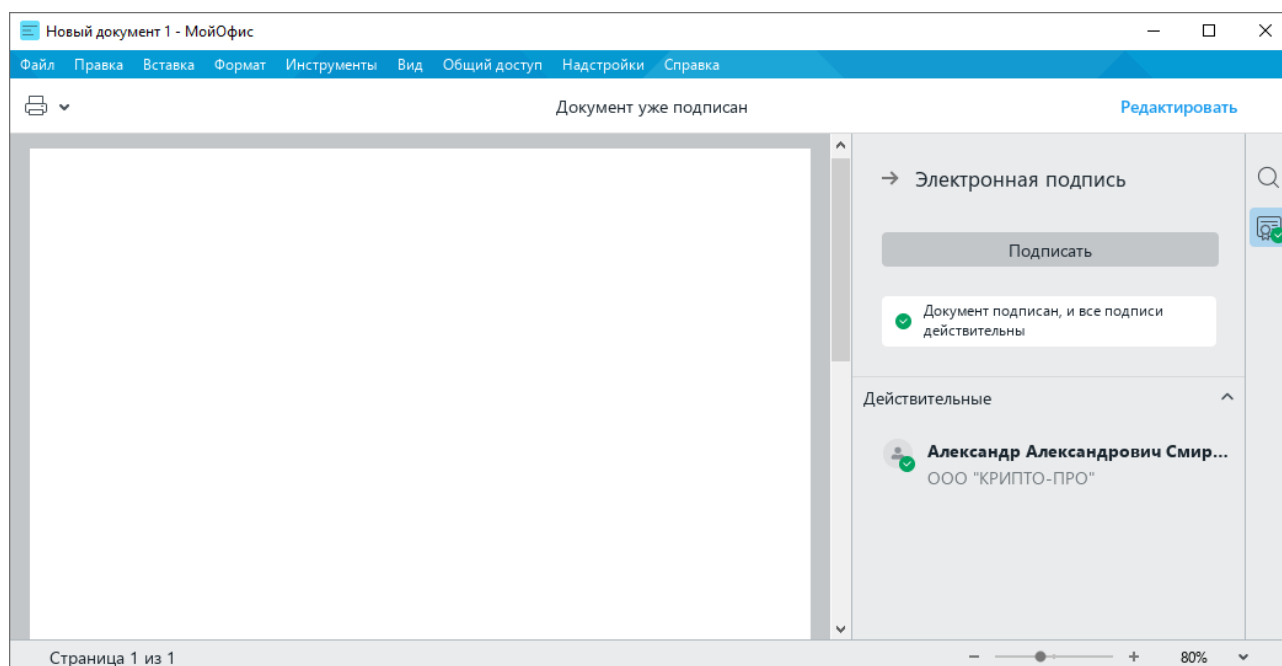 Новый документ 1 - МойОфис
Файл Правка Вставка Формат Инструменты Вид Общий доступ Надстройки Справка
Документ уже подписан
Редактировать
Электронная подпись
Подписать
Документ подписан, и все подписи
действительны
Действительные
Александр Александрович Смир...
ООО "КРИПТО-ПРО"
Страница 1 из 1
80%